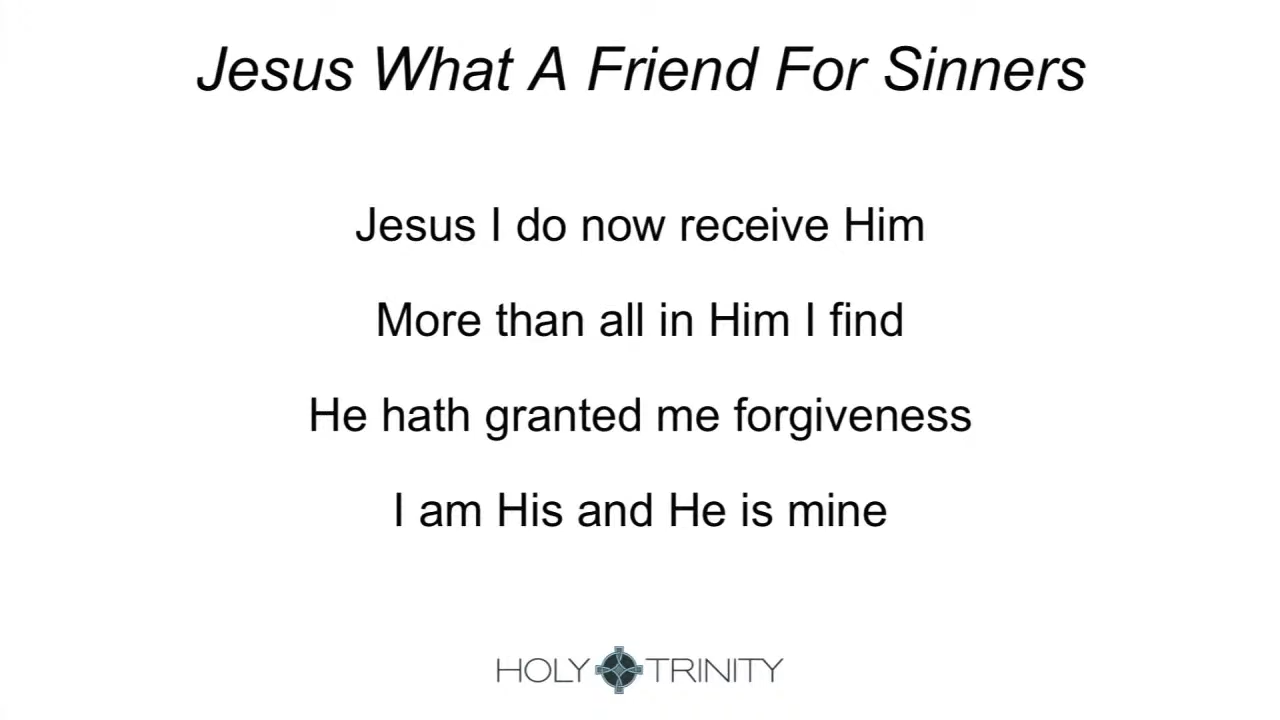 Jesus What A Friend For Sinners
Jesus I do now receive Him
More than all in Him I find
He hath granted me forgiveness
I am His and He is mine
HOLY TRINITY